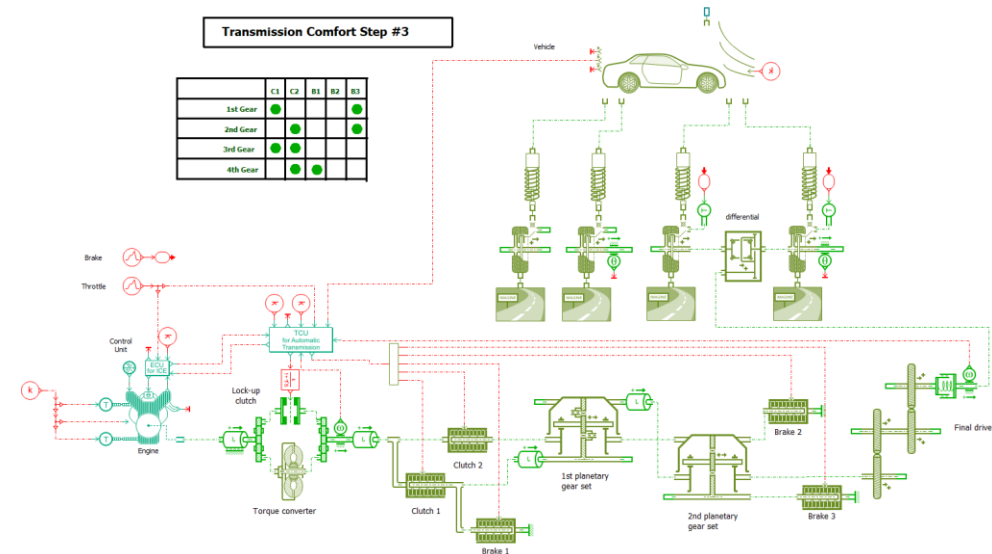 Transmission Comfort Step #3
Vehicle
C1 C2 B1 B2 B3
1st Gear
2nd Gear
3rd Gear
4th Gear
differential
Brake
Throttle
Control
Unit
TCU
for Automatic
Transmission
ECU
for ICE
k
T
T
T
T
Lock-up
clutch
Engine
Torque converter
Clutch 2
Clutch 1
Brake 1
1st planetary
gear set
2nd planetary
gear set
Brake 2
Brake 3
Final drive